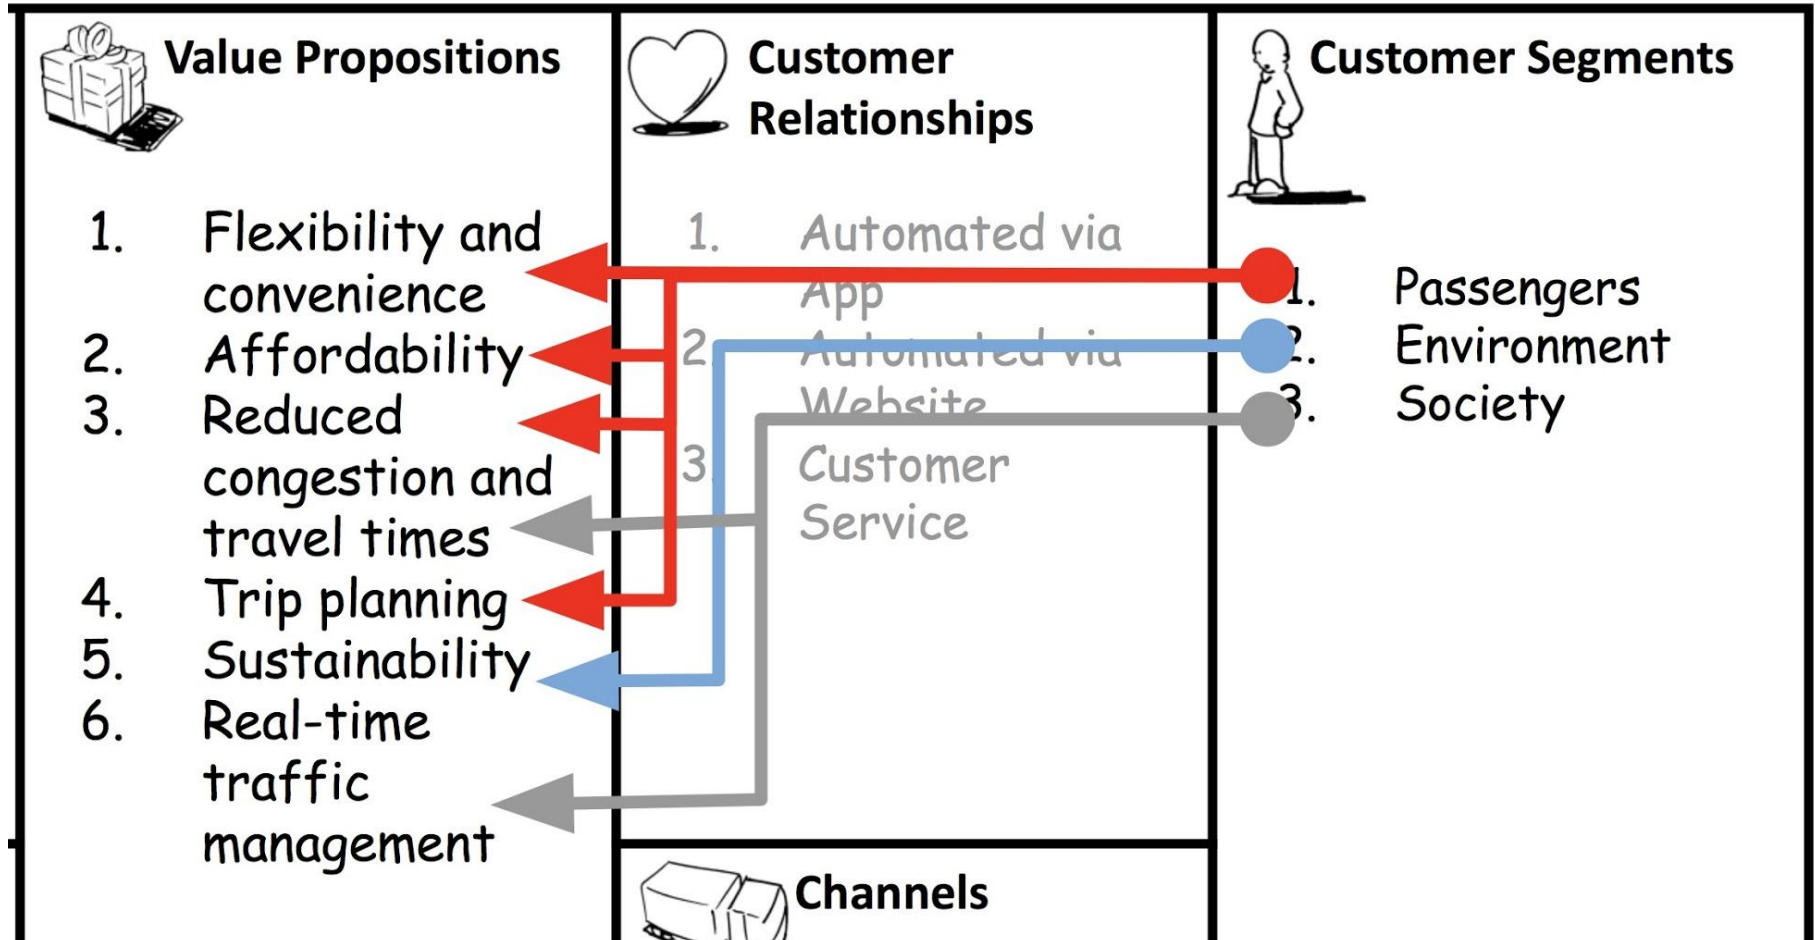 Value Propositions
1. Flexibility and
convenience
2. Affordability
3. Reduced
congestion and
travel times
4. Trip planning
5. Sustainability
6. Real-time
traffic
management
Customer
Relationships
1. Automated via
App
2. Automated via
Website
3. Customer
Service
Channels
Customer Segments
1. Passengers
2. Environment
3. Society